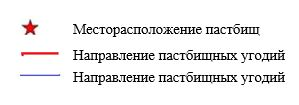 Месторасположение пастбищ
Направление пастбищных угодий
Направление пастбищных угодий